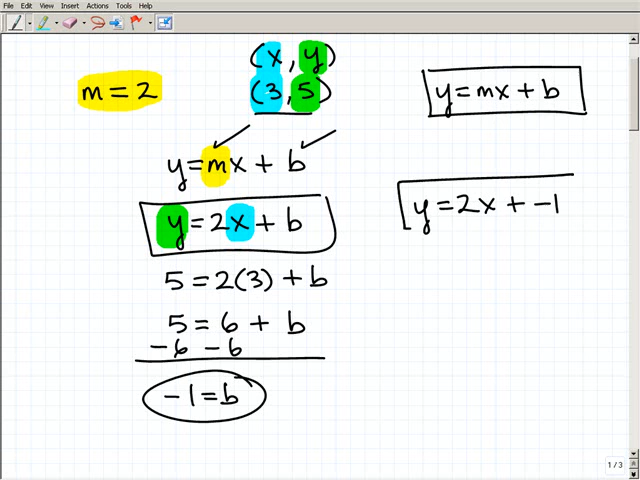 File Edit View Insert Actions Tools Help
(x, y)
m = 2
(3, 5)
y = mx + b
y = mx + b
y = 2x + b
y = 2x + -1
5 = 2(3) + b
5 = 6 + b
-6 -6
-1 = b
1 / 3